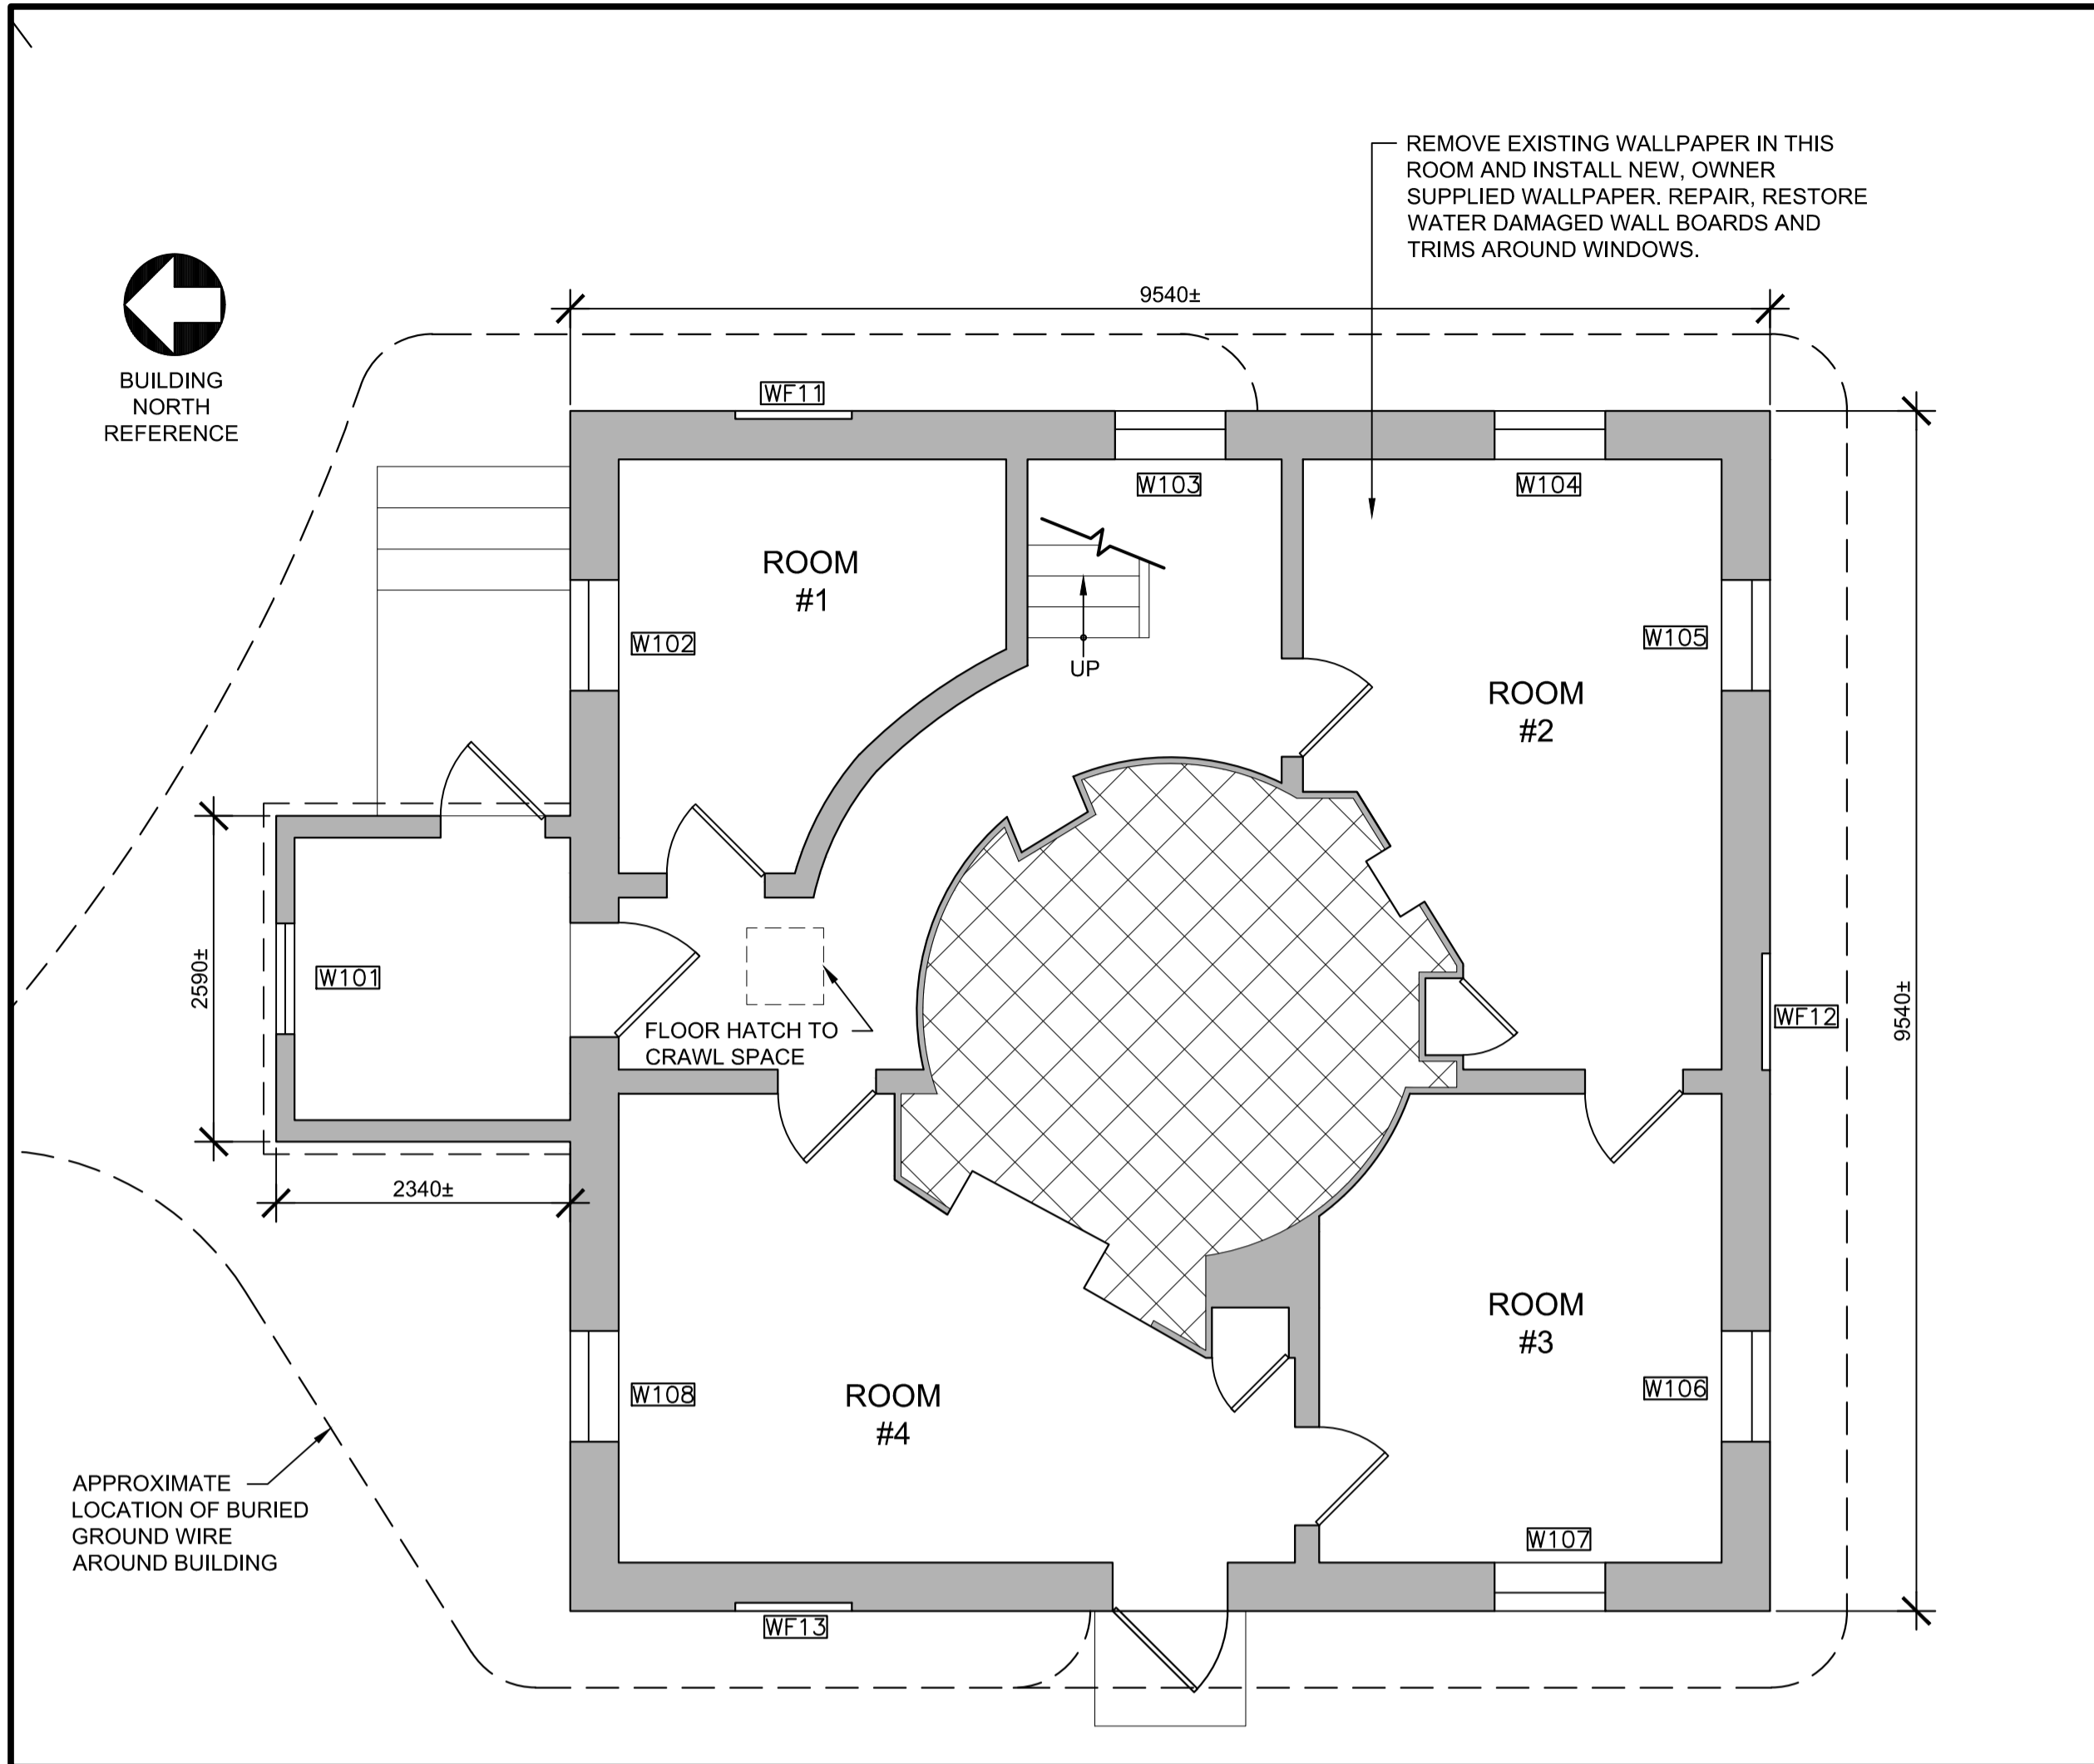 REMOVE EXISTING WALLPAPER IN THIS
ROOM AND INSTALL NEW, OWNER
SUPPLIED WALLPAPER. REPAIR, RESTORE
WATER DAMAGED WALL BOARDS AND
TRIMS AROUND WINDOWS.
9540±
BUILDING
NORTH
REFERENCE
WF11
W103
W104
ROOM
#1
W102
UP
W105
ROOM
#2
2590±
W101
FLOOR HATCH TO
CRAWL SPACE
WF12
9540±
2340±
ROOM
#3
W108
ROOM
#4
W106
APPROXIMATE
LOCATION OF BURIED
GROUND WIRE
AROUND BUILDING
W107
WF13